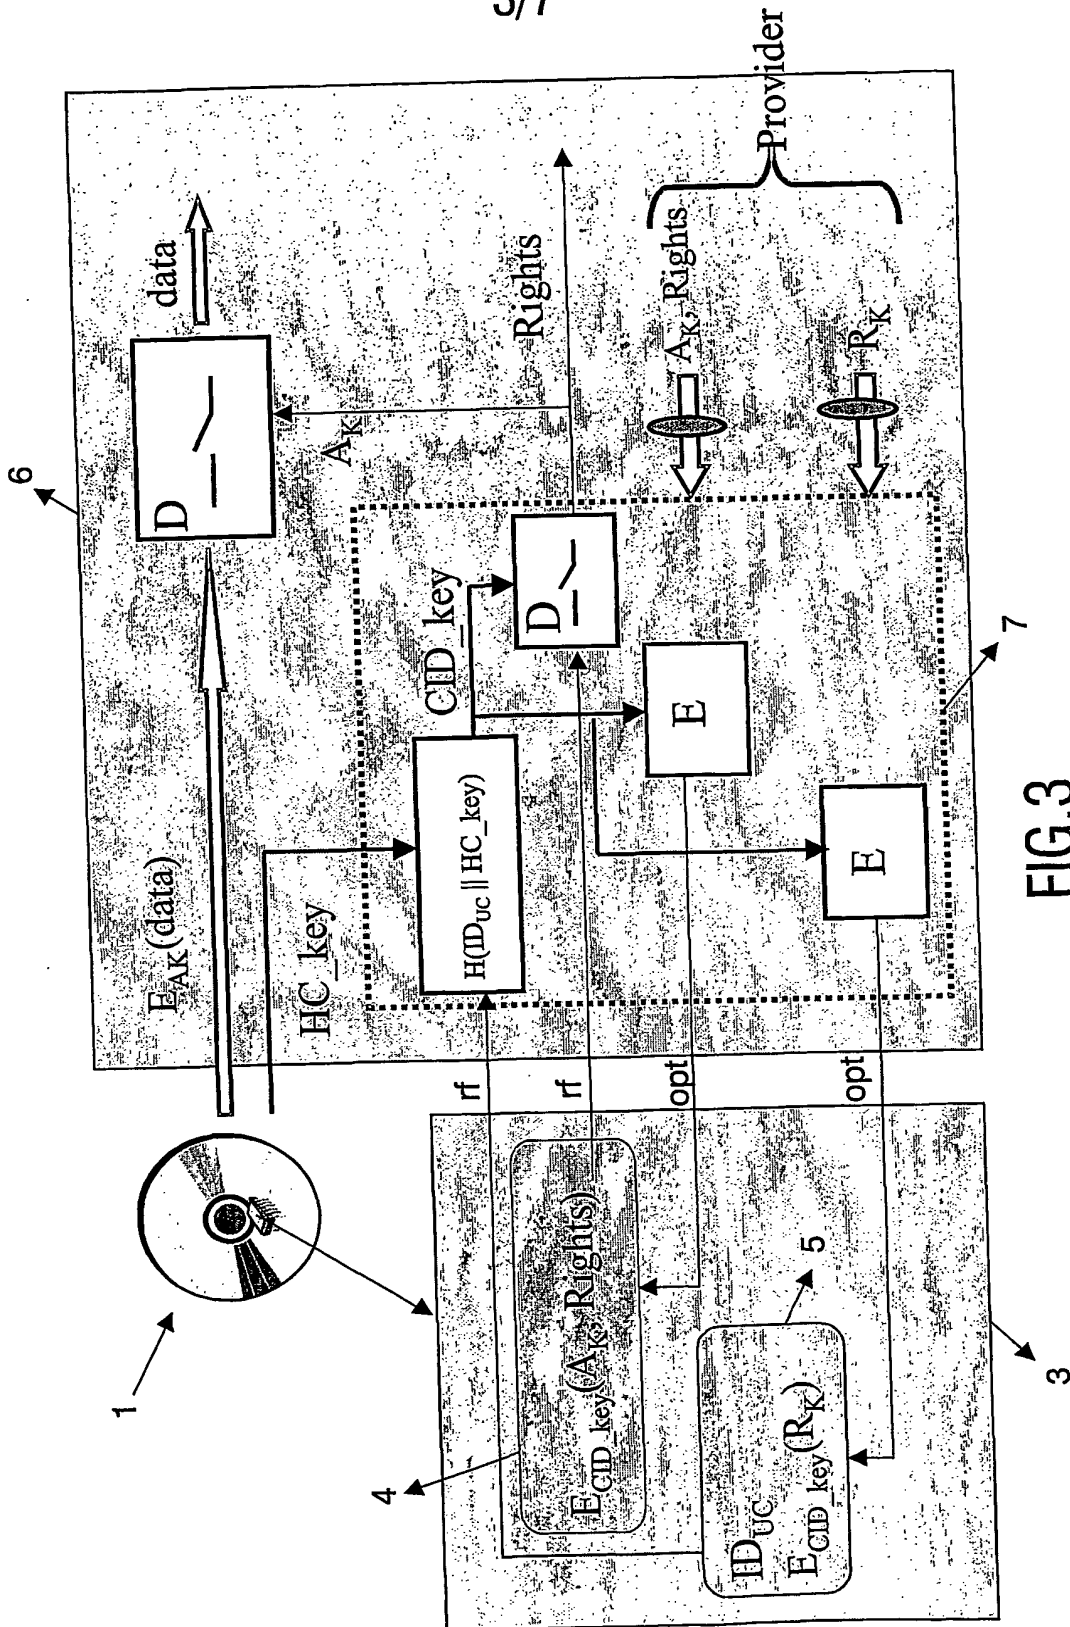 3/7
6
data
D
E_AK(data)
HC_key
A_K
Rights
CID_key
D
H(ID_UC || HC_key)
E
E
A_K, Rights
R_K
Provider
7
rf
rf
opt
opt
1
4
E_CID_key(A_K, Rights)
5
ID_UC
E_CID_key(R_K)
3
FIG.3